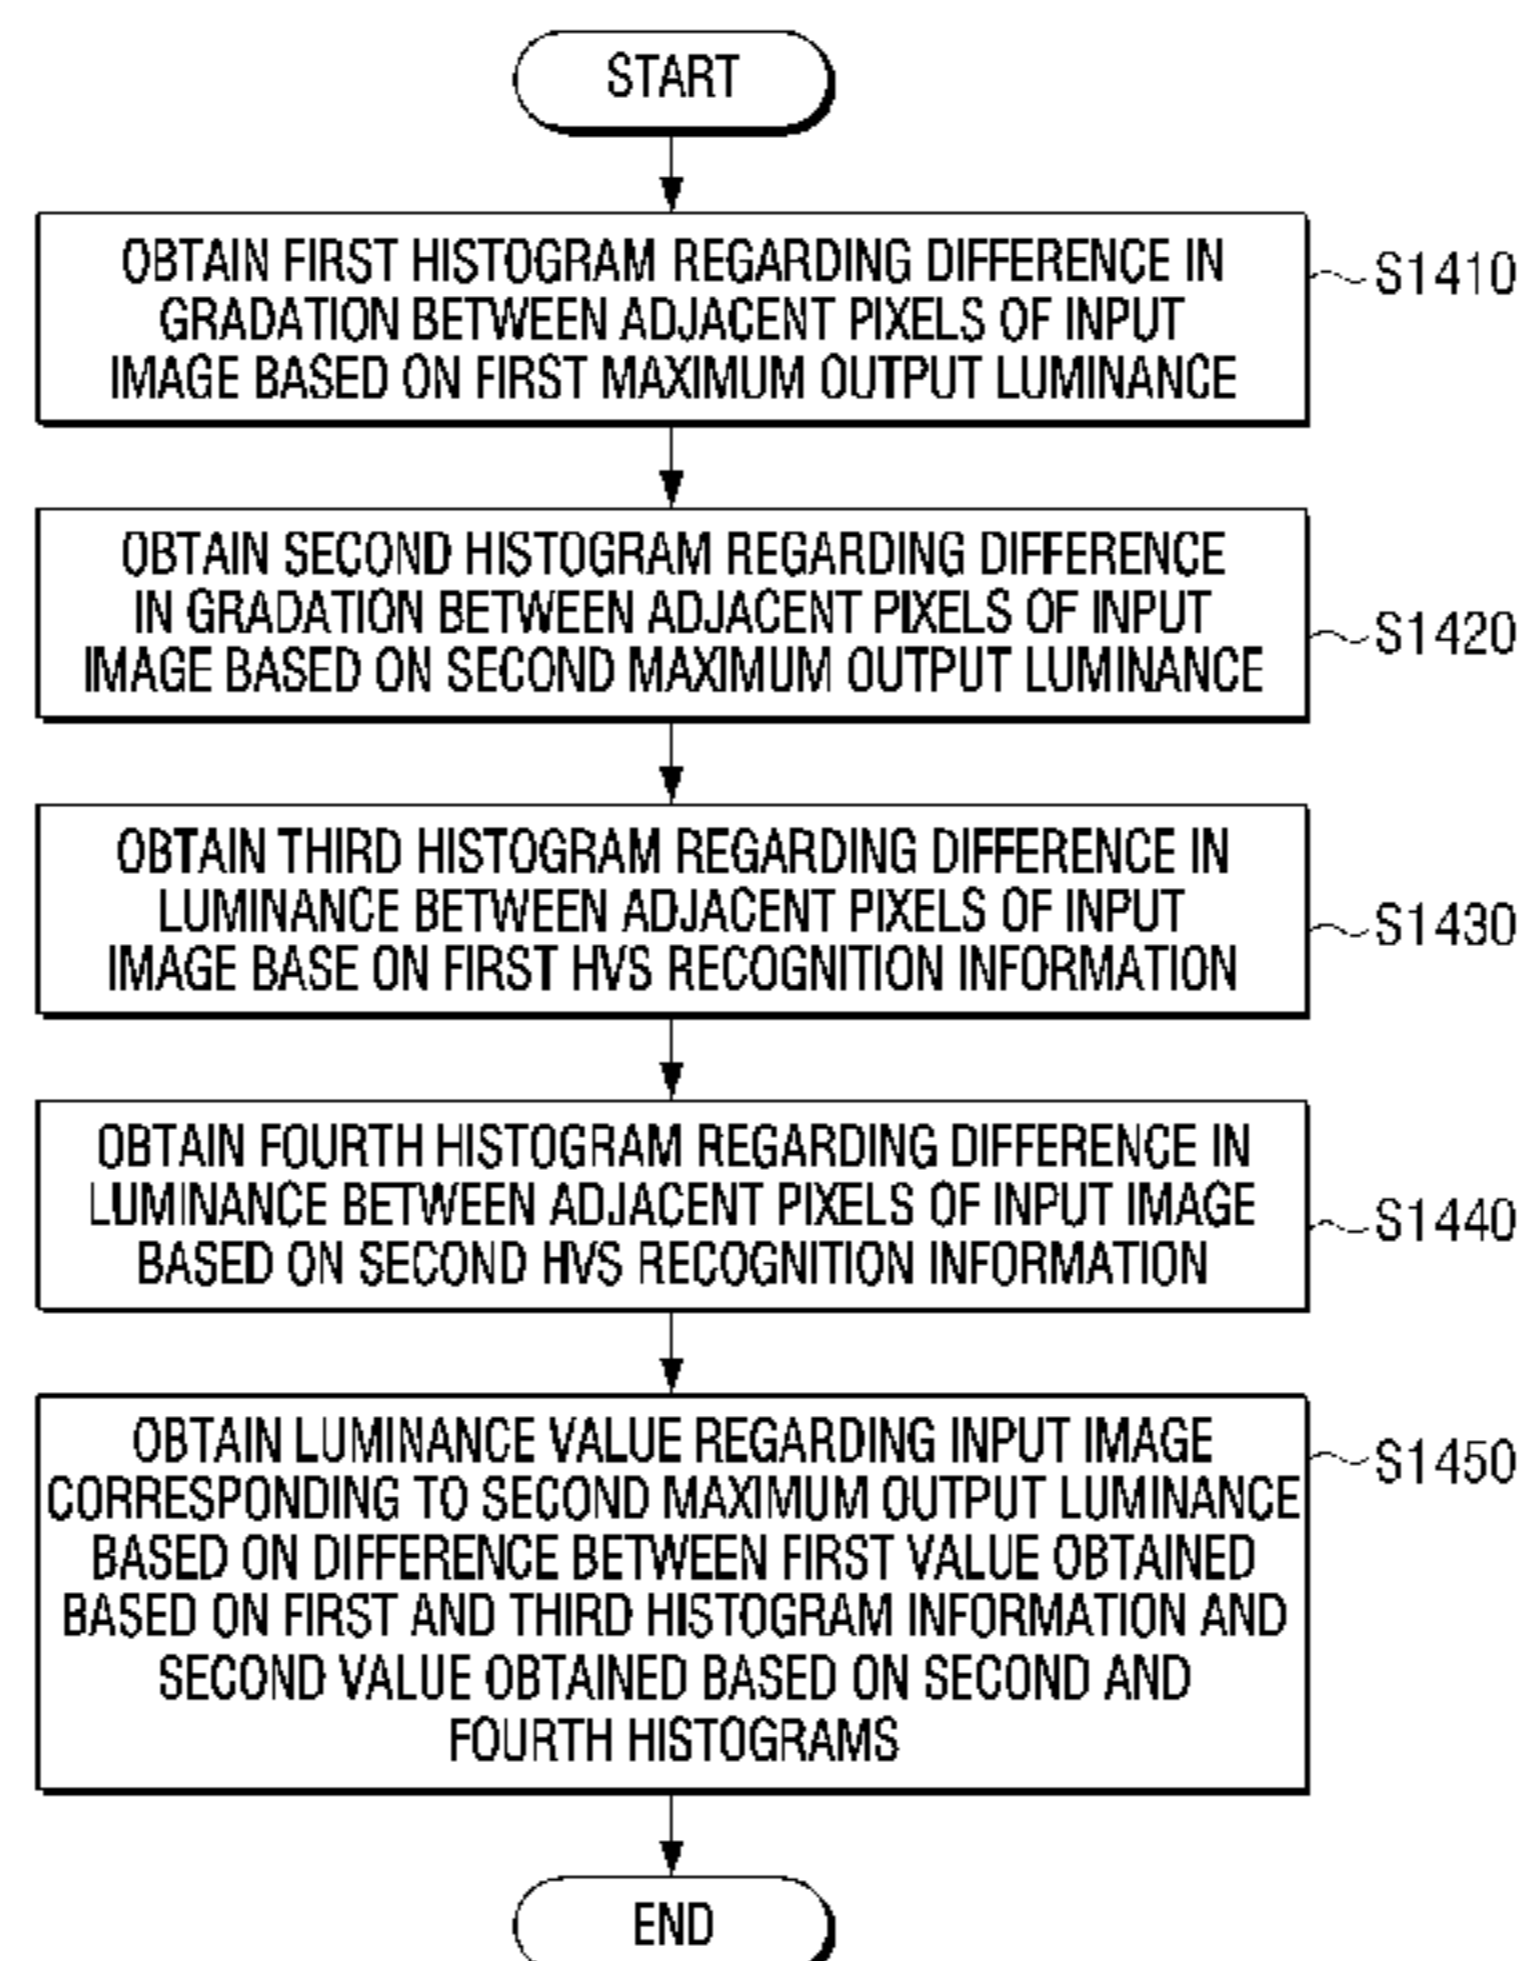 START
OBTAIN FIRST HISTOGRAM REGARDING DIFFERENCE IN
GRADATION BETWEEN ADJACENT PIXELS OF INPUT
IMAGE BASED ON FIRST MAXIMUM OUTPUT LUMINANCE
S1410
OBTAIN SECOND HISTOGRAM REGARDING DIFFERENCE
IN GRADATION BETWEEN ADJACENT PIXELS OF INPUT
IMAGE BASED ON SECOND MAXIMUM OUTPUT LUMINANCE
S1420
OBTAIN THIRD HISTOGRAM REGARDING DIFFERENCE IN
LUMINANCE BETWEEN ADJACENT PIXELS OF INPUT
IMAGE BASE ON FIRST HVS RECOGNITION INFORMATION
S1430
OBTAIN FOURTH HISTOGRAM REGARDING DIFFERENCE IN
LUMINANCE BETWEEN ADJACENT PIXELS OF INPUT IMAGE
BASED ON SECOND HVS RECOGNITION INFORMATION
S1440
OBTAIN LUMINANCE VALUE REGARDING INPUT IMAGE
CORRESPONDING TO SECOND MAXIMUM OUTPUT LUMINANCE
BASED ON DIFFERENCE BETWEEN FIRST VALUE OBTAINED
BASED ON FIRST AND THIRD HISTOGRAM INFORMATION AND
SECOND VALUE OBTAINED BASED ON SECOND AND
FOURTH HISTOGRAMS
S1450
END